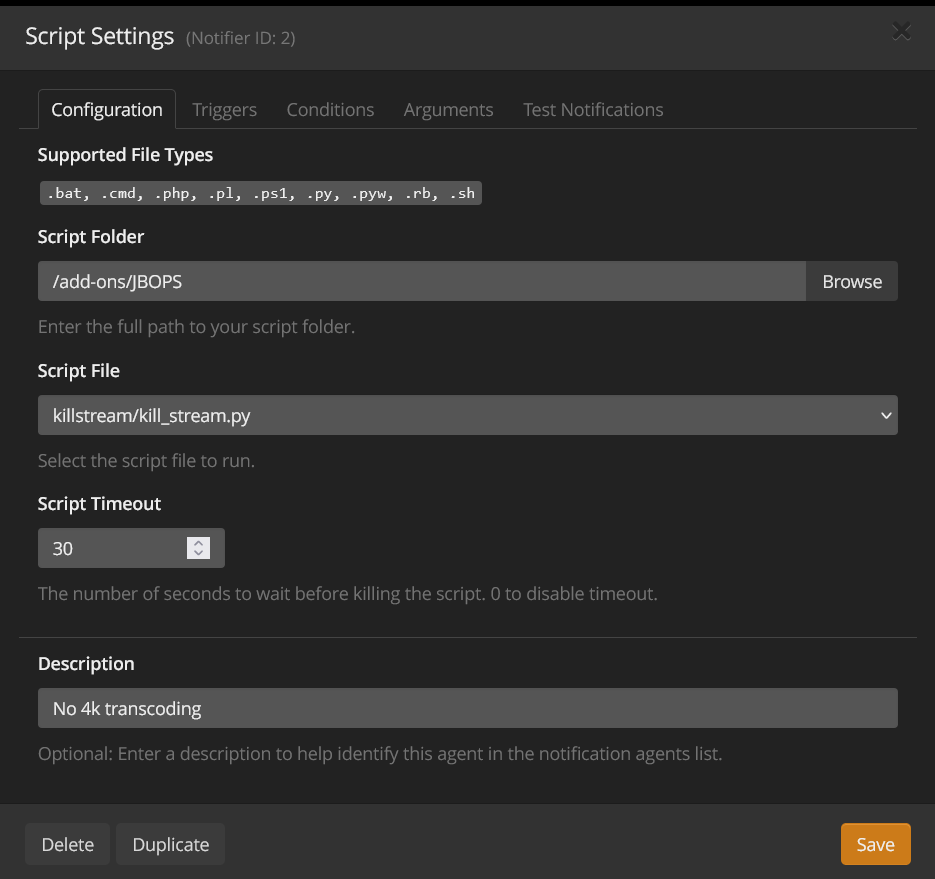 Script Settings (Notifier ID: 2)
Configuration Triggers Conditions Arguments Test Notifications
Supported File Types
.bat, .cmd, .php, .pl, .ps1, .py, .pyw, .rb, .sh
Script Folder
/add-ons/JBOPS Browse
Enter the full path to your script folder.
Script File
killstream/kill_stream.py
Select the script file to run.
Script Timeout
30
The number of seconds to wait before killing the script. 0 to disable timeout.
Description
No 4k transcoding
Optional: Enter a description to help identify this agent in the notification agents list.
Delete Duplicate Save